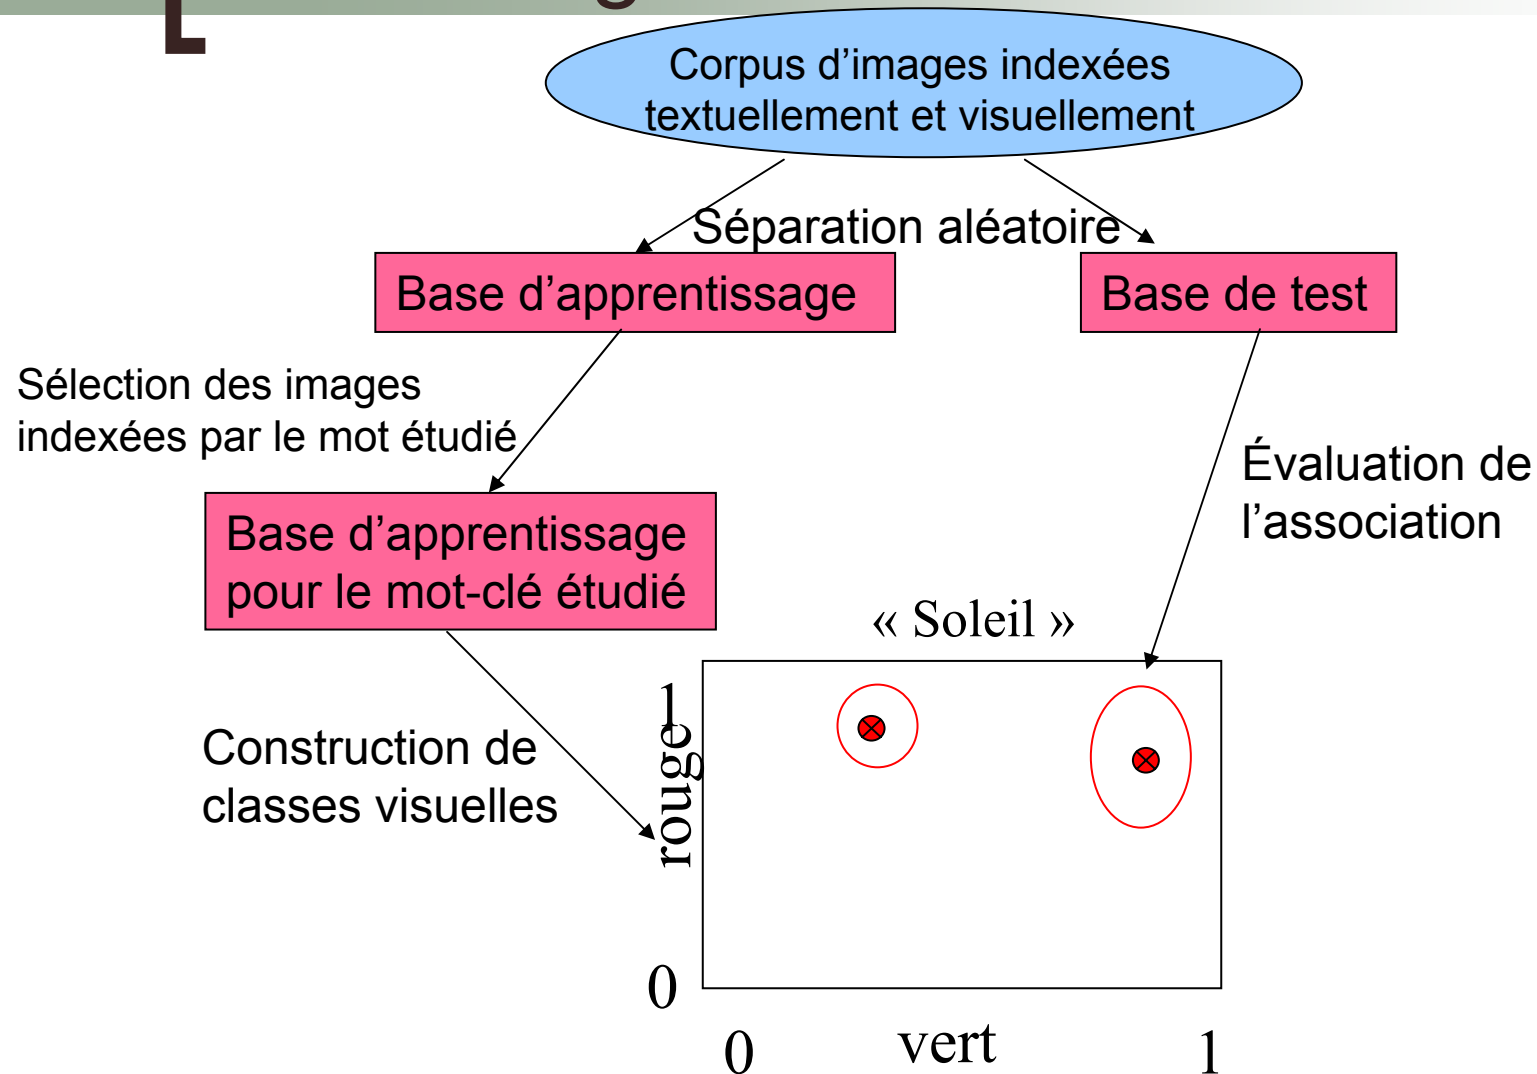 Corpus d’images indexées
textuellement et visuellement
Séparation aléatoire
Base d’apprentissage
Base de test
Sélection des images
indexées par le mot étudié
Évaluation de
l’association
Base d’apprentissage
pour le mot-clé étudié
« Soleil »
1
rouge
Construction de
classes visuelles
0
0
vert
1